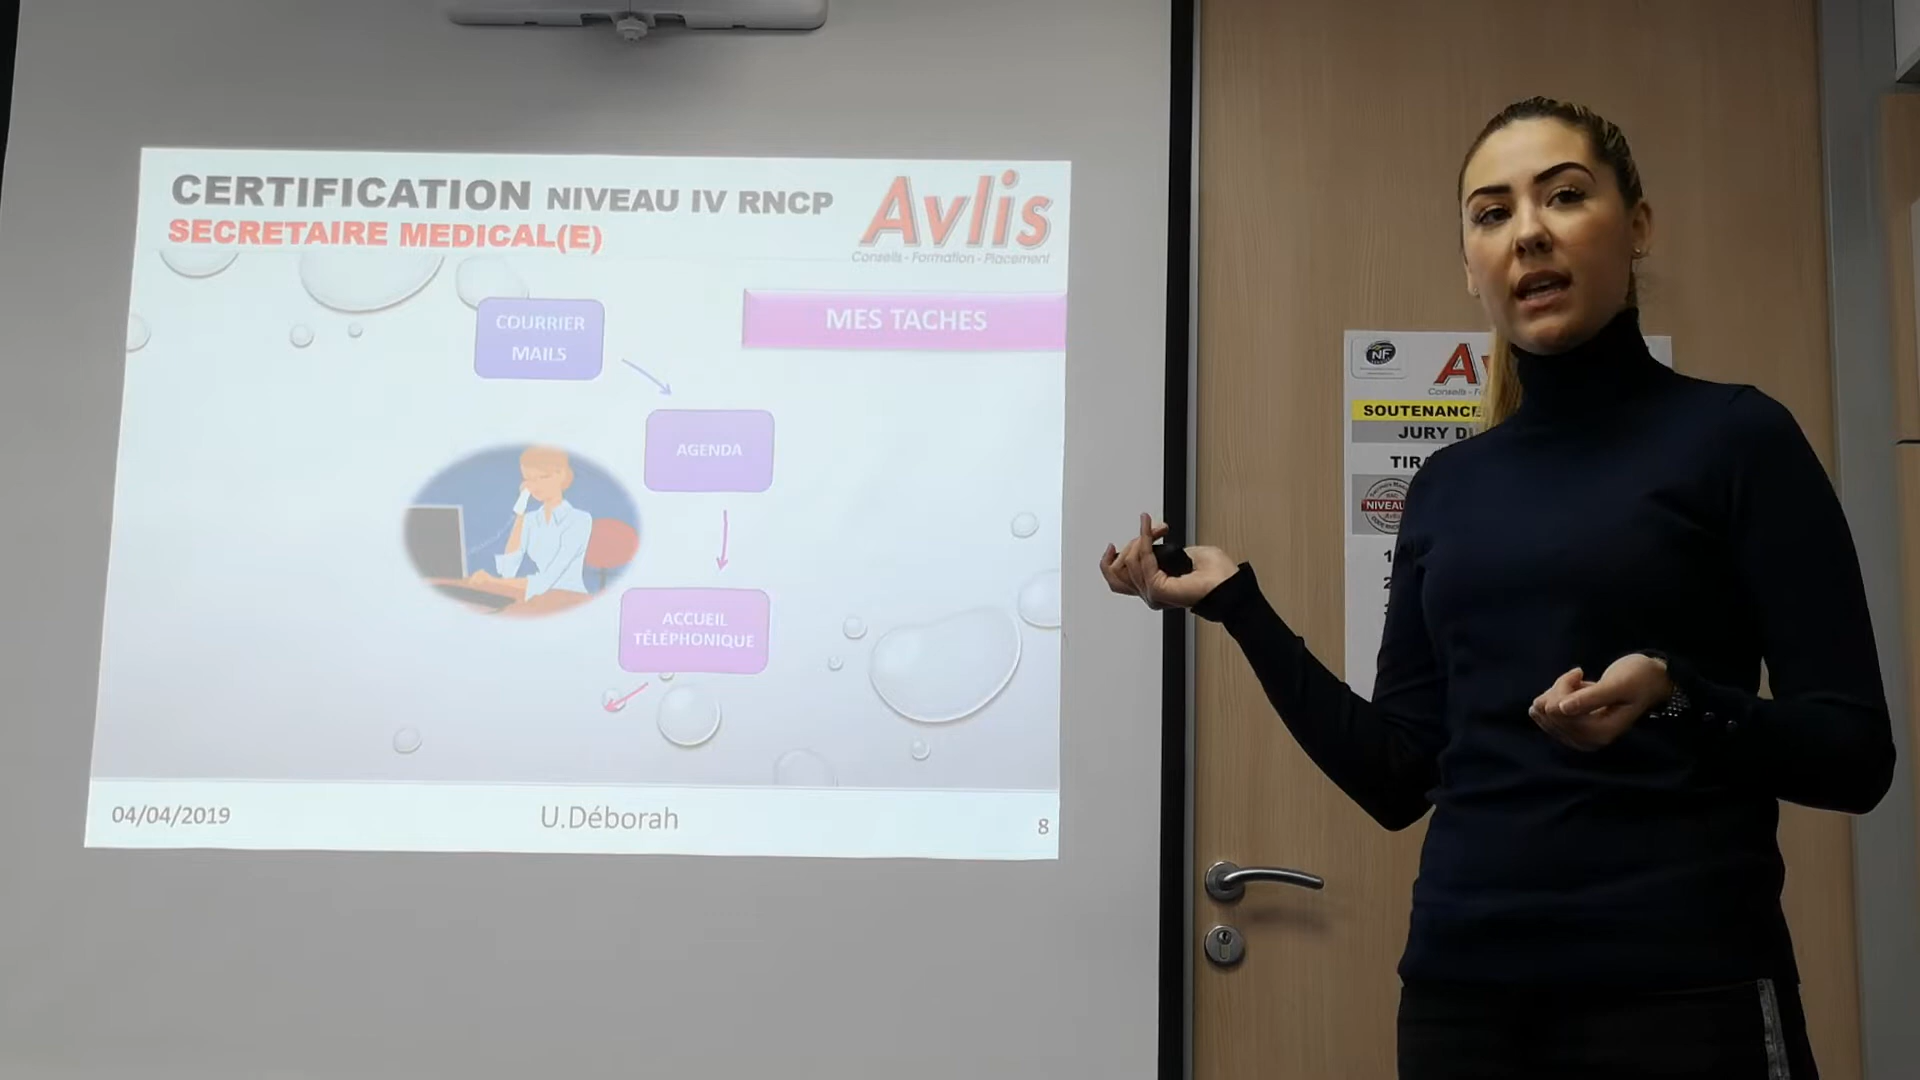 CERTIFICATION NIVEAU IV RNCP
SECRETAIRE MEDICAL(E)
Avlis
Conseils - Formation - Placement
MES TACHES
COURRIER
MAILS
AGENDA
ACCUEIL
TÉLÉPHONIQUE
04/04/2019
U.Déborah
8
NF
SOUTENANCE
JURY
NIVEAU